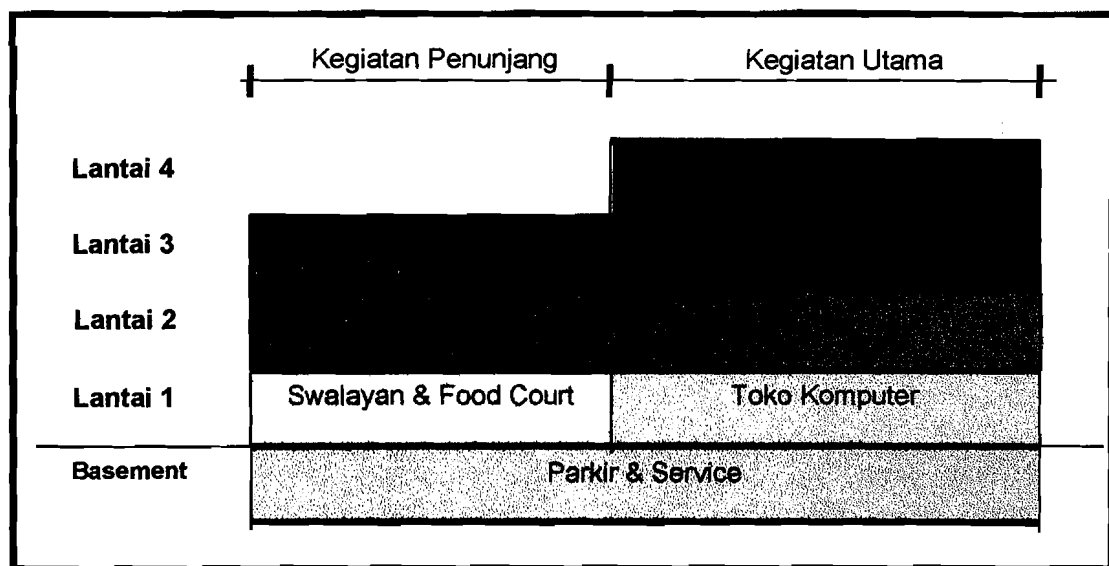 Kegiatan Penunjang Kegiatan Utama
Lantai 4
Lantai 3
Lantai 2
Lantai 1 Swalayan & Food Court Toko Komputer
Basement Parkir & Service